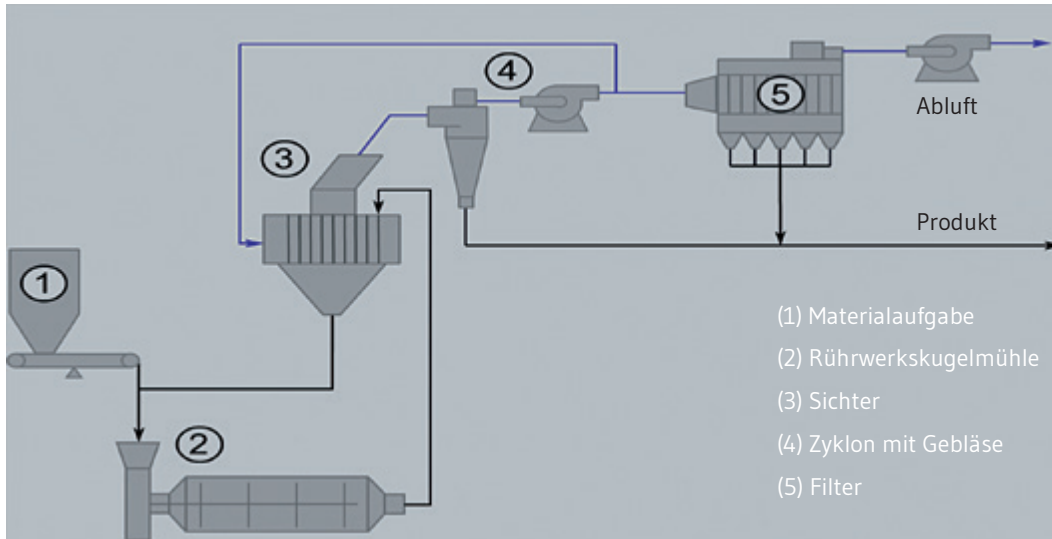 4
5
Abluft
3
Produkt
1
(1) Materialaufgabe
(2) Rührwerkskugelmühle
2
(3) Sichter
(4) Zyklon mit Gebläse
(5) Filter